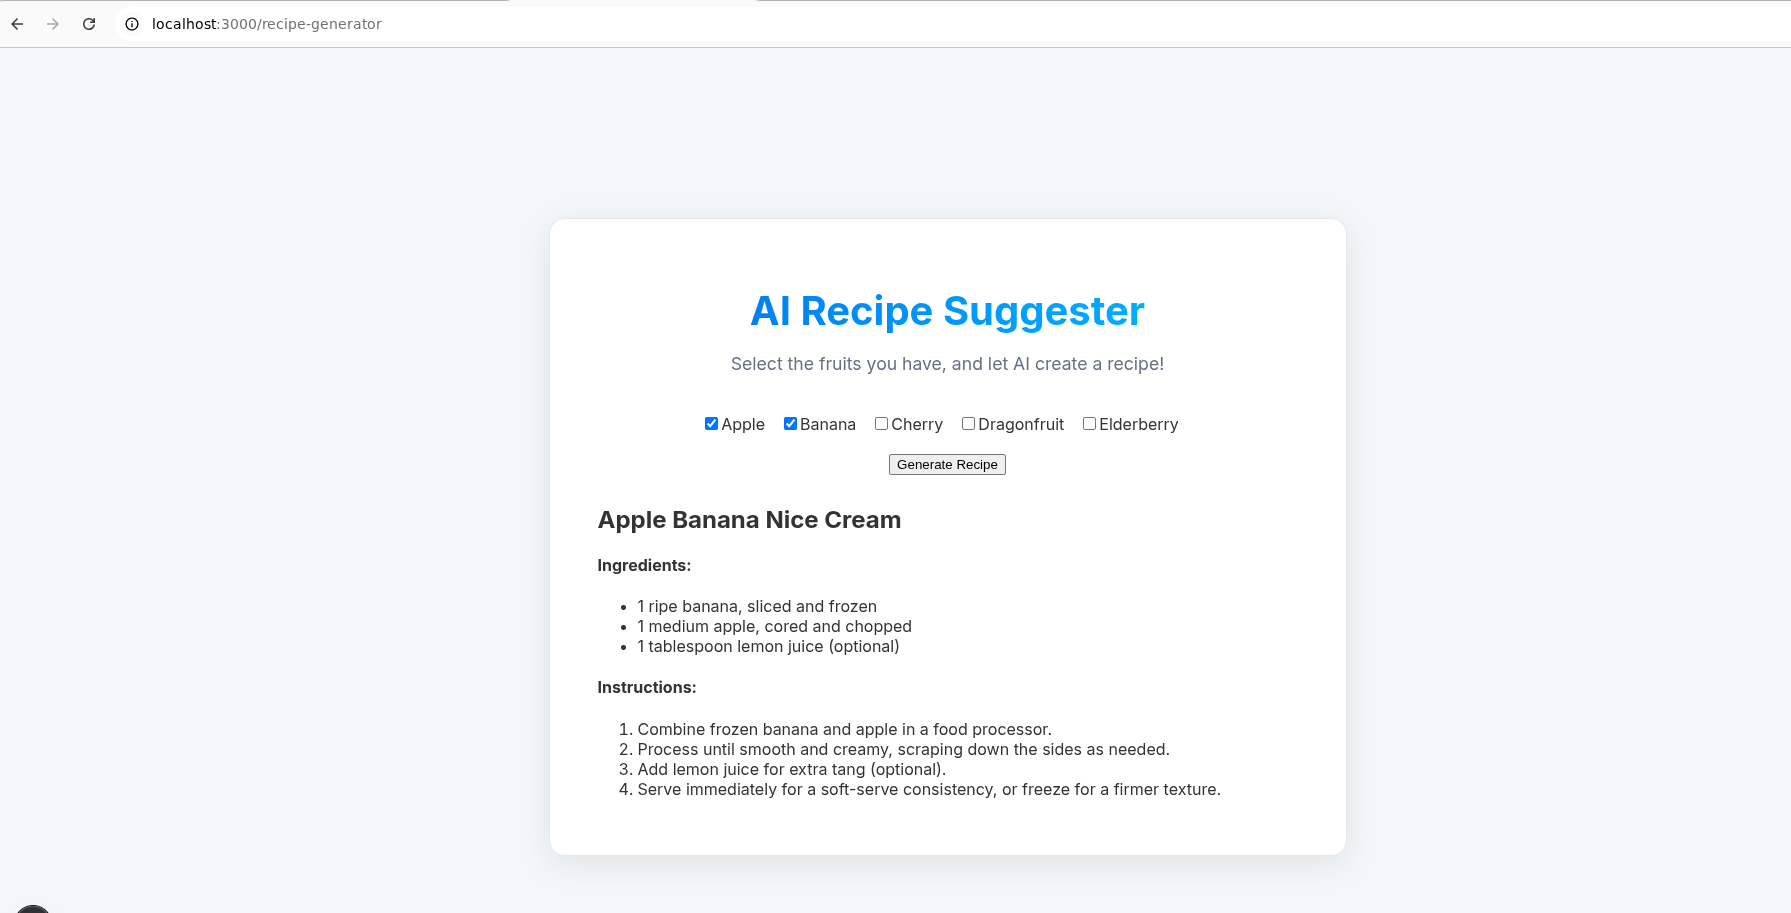 localhost:3000/recipe-generator
AI Recipe Suggester
Select the fruits you have, and let AI create a recipe!
Apple Banana Cherry Dragonfruit Elderberry
Generate Recipe
Apple Banana Nice Cream
Ingredients:
• 1 ripe banana, sliced and frozen
• 1 medium apple, cored and chopped
• 1 tablespoon lemon juice (optional)
Instructions:
1. Combine frozen banana and apple in a food processor.
2. Process until smooth and creamy, scraping down the sides as needed.
3. Add lemon juice for extra tang (optional).
4. Serve immediately for a soft-serve consistency, or freeze for a firmer texture.